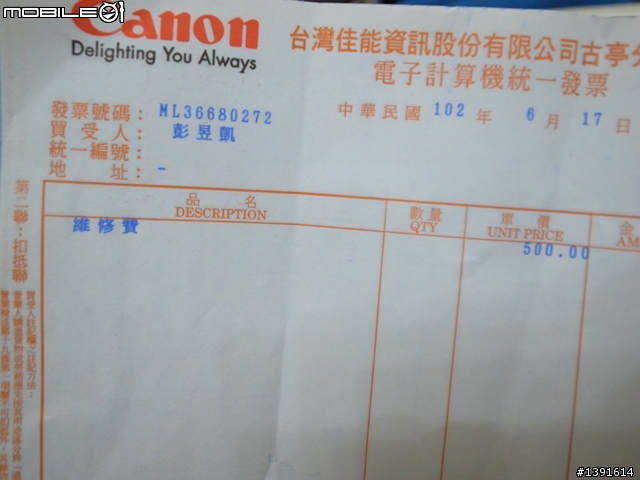 mobile01
Canon
Delighting You Always
台灣佳能資訊股份有限公司古亭
電子計算機統一發票
發票號碼： ML36680272
中華民國 102 年 6 月 17 日
買受人： 彭昱凱
統一編號：
地址： -
第二聯：扣抵聯
品名 數量 單價 金
DESCRIPTION QTY UNIT PRICE AM
維修費 500.00
#1391614